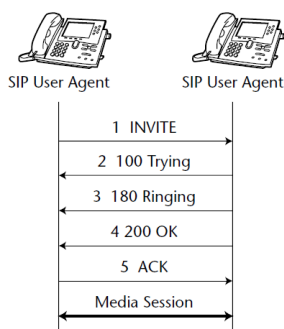 SIP User Agent SIP User Agent
1 INVITE
2 100 Trying
3 180 Ringing
4 200 OK
5 ACK
Media Session